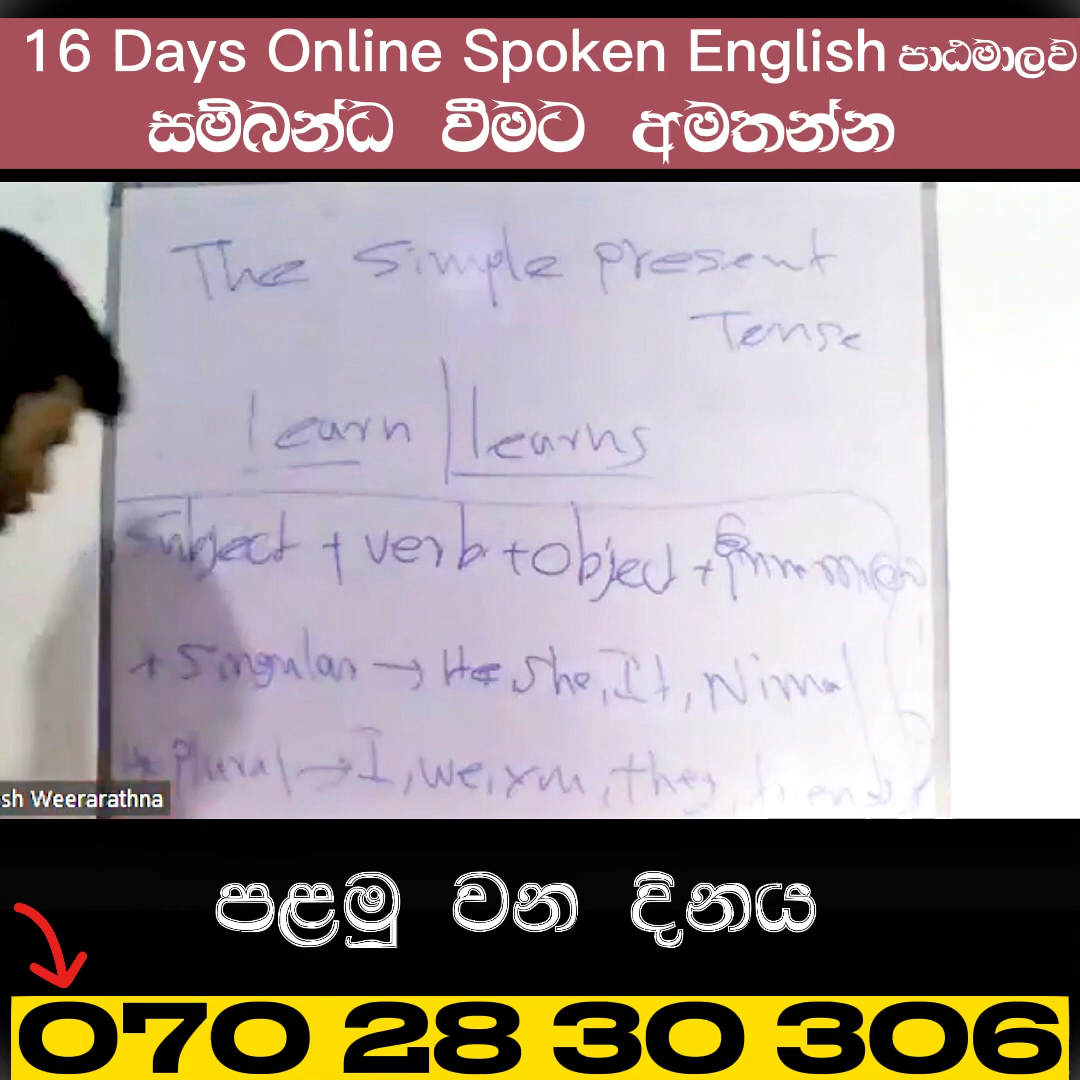 16 Days Online Spoken English පාඨමාලව
සම්බන්ධ වීමට අමතන්න
The Simple present
Tense
learn | learns
Subject + verb + object +
+ Singular → He, She, It, Nimal
Plural → I, we, you, they,
sh Weerarathna
පළමු වන දිනය
070 28 30 306